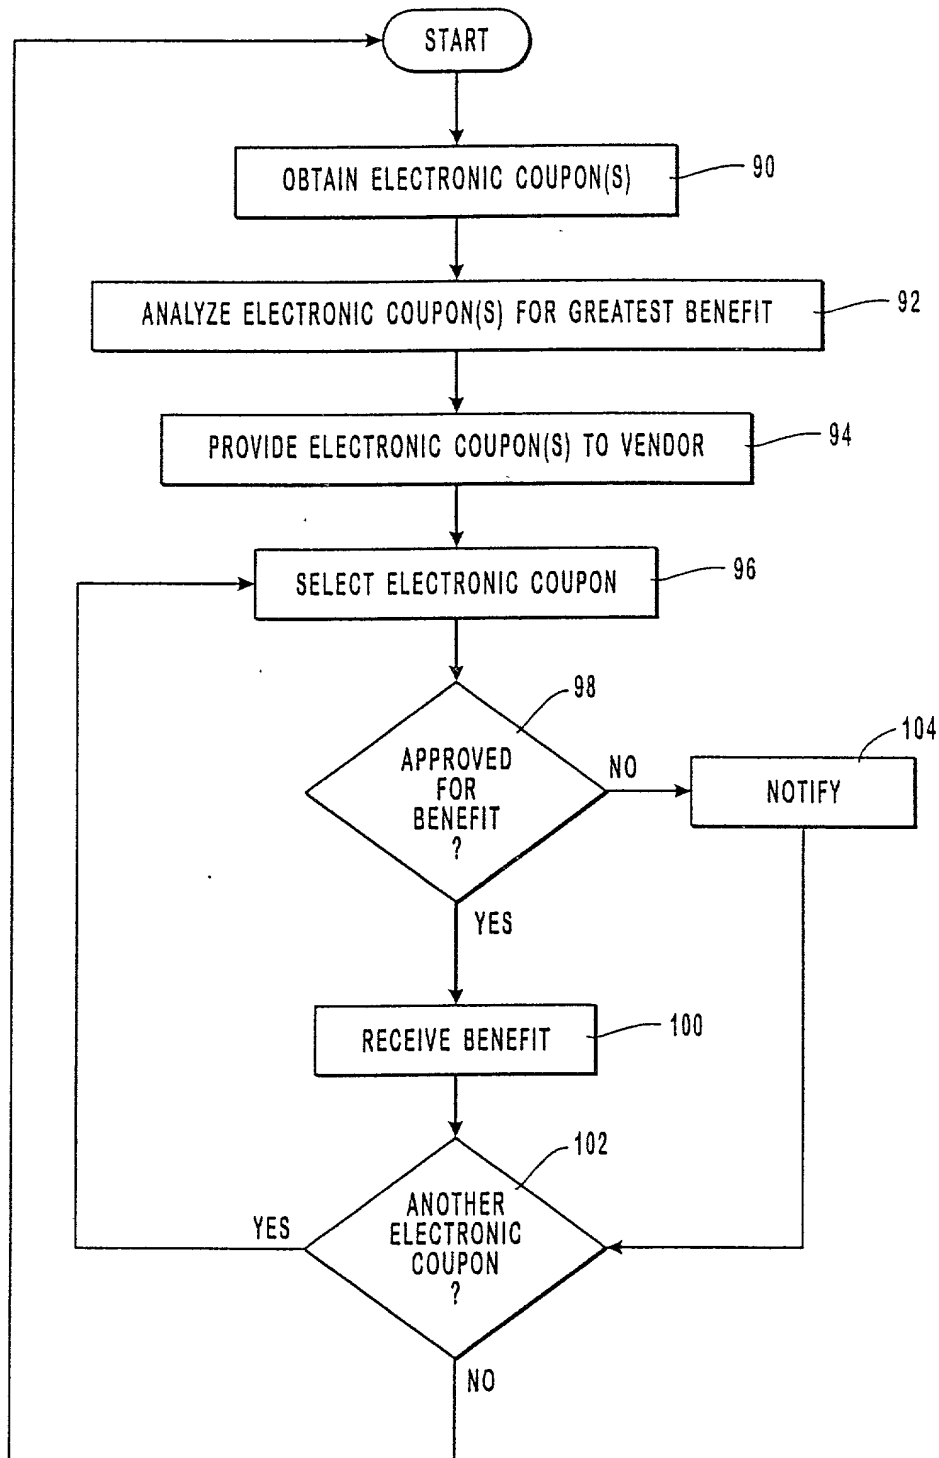 START
OBTAIN ELECTRONIC COUPON(S)
90
ANALYZE ELECTRONIC COUPON(S) FOR GREATEST BENEFIT
92
PROVIDE ELECTRONIC COUPON(S) TO VENDOR
94
SELECT ELECTRONIC COUPON
96
98
APPROVED
FOR
BENEFIT
?
NO
104
NOTIFY
YES
RECEIVE BENEFIT
100
102
ANOTHER
ELECTRONIC
COUPON
?
YES
NO